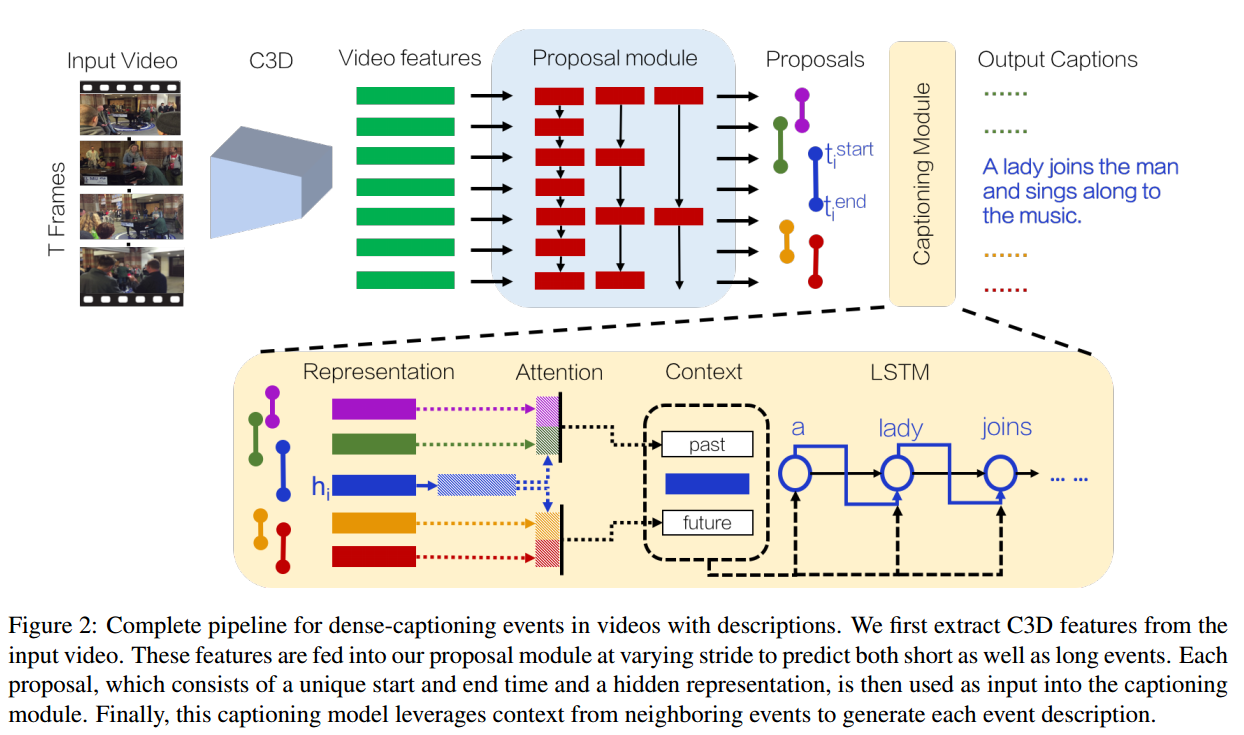 Input Video
C3D
Video features
Proposal module
Proposals
Captioning Module
Output Captions
T Frames
t_i^start
t_i^end
......
......
A lady joins the man
and sings along to
the music.
......
......
Representation
Attention
Context
LSTM
h_i
past
future
a
lady
joins
... ...
Figure 2: Complete pipeline for dense-captioning events in videos with descriptions. We first extract C3D features from the
input video. These features are fed into our proposal module at varying stride to predict both short as well as long events. Each
proposal, which consists of a unique start and end time and a hidden representation, is then used as input into the captioning
module. Finally, this captioning model leverages context from neighboring events to generate each event description.